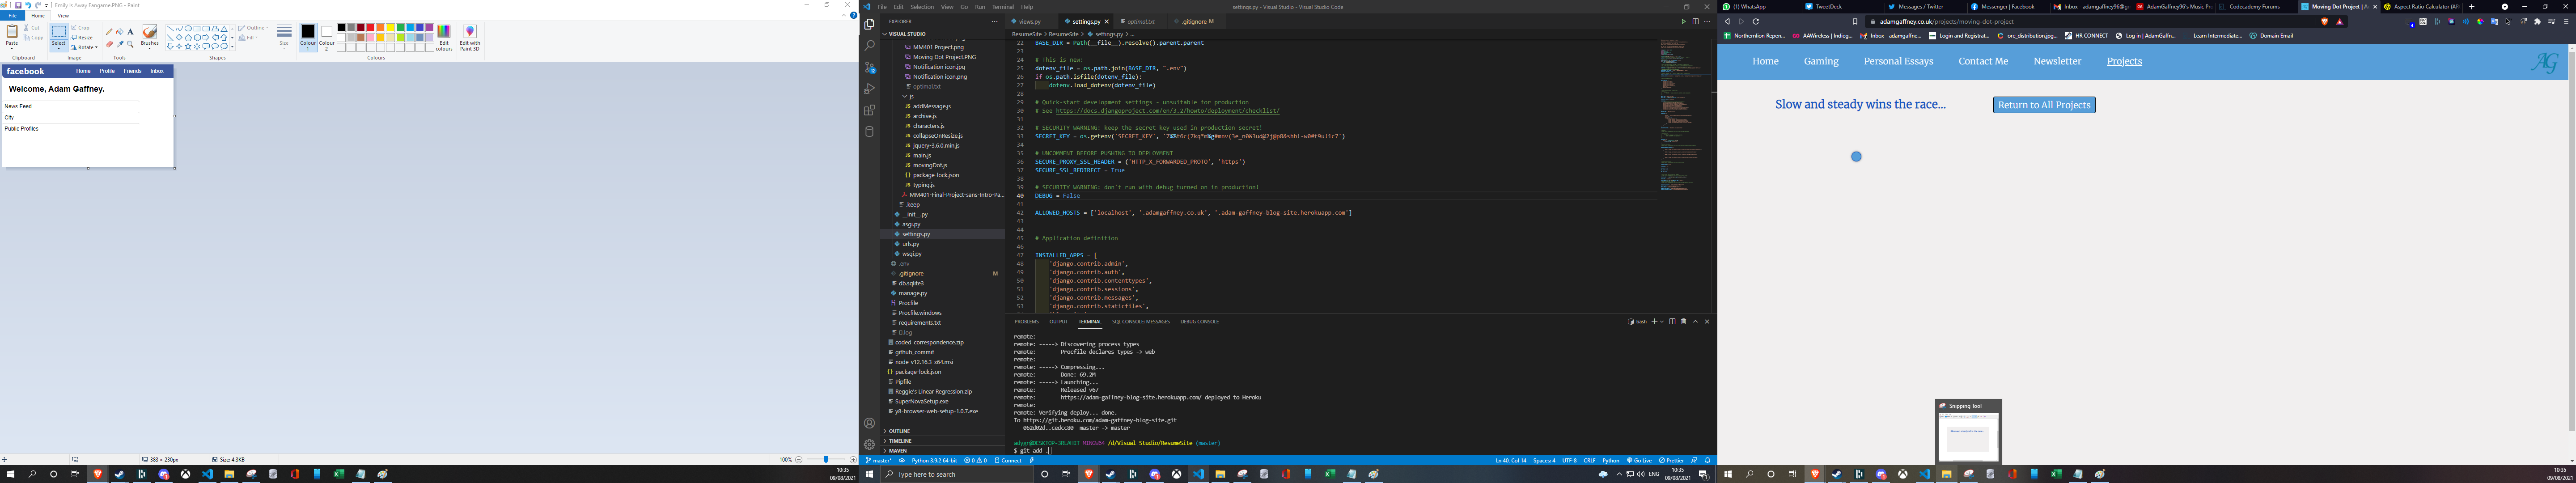 Emily Is Away Fangame.PNG - Paint
File Home View
Paste
Cut
Copy
Clipboard
Select
Crop
Resize
Rotate
Image
Tools
Brushes
Shapes
Outline
Fill
Size
Colour 1
Colour 2
Colours
Edit colours
Edit with Paint 3D
facebook Home Profile Friends Inbox
Welcome, Adam Gaffney.
News Feed
City
Public Profiles
383 × 230px
Size: 4.3KB
100%
10:35
09/08/2021
File Edit Selection View Go Run Terminal Help
settings.py - Visual Studio - Visual Studio Code
EXPLORER
VISUAL STUDIO
MM401 Project.png
Moving Dot Project.PNG
Notification icon.jpg
Notification icon.png
optimal.txt
js
addMessage.js
archive.js
characters.js
collapseOnResize.js
jquery-3.6.0.min.js
main.js
movingDot.js
package-lock.json
typing.js
MM401-Final-Project-sans-Intro-Pa...
.keep
__init__.py
asgi.py
settings.py
urls.py
wsgi.py
.env
.gitignore M
db.sqlite3
manage.py
Procfile
Procfile.windows
requirements.txt
coded_correspondence.zip
github_commit
node-v12.16.3-x64.msi
package-lock.json
Pipfile
Reggie's Linear Regression.zip
SuperNovaSetup.exe
y8-browser-web-setup-1.0.7.exe
OUTLINE
TIMELINE
MAVEN
views.py settings.py optimal.txt .gitignore M
ResumeSite > ResumeSite > settings.py > ...
22 BASE_DIR = Path(__file__).resolve().parent.parent
23
24 # This is new:
25 dotenv_file = os.path.join(BASE_DIR, ".env")
26 if os.path.isfile(dotenv_file):
27 dotenv.load_dotenv(dotenv_file)
28
29 # Quick-start development settings - unsuitable for production
30 # See https://docs.djangoproject.com/en/3.2/howto/deployment/checklist/
31
32 # SECURITY WARNING: keep the secret key used in production secret!
33 SECRET_KEY = os.getenv('SECRET_KEY',
34
35 # UNCOMMENT BEFORE PUSHING TO DEPLOYMENT
36 SECURE_PROXY_SSL_HEADER = ('HTTP_X_FORWARDED_PROTO', 'https')
37 SECURE_SSL_REDIRECT = True
38
39 # SECURITY WARNING: don't run with debug turned on in production!
40 DEBUG = False
41
42 ALLOWED_HOSTS = ['localhost', '.adamgaffney.co.uk', '.adam-gaffney-blog-site.herokuapp.com']
43
44
45 # Application definition
46
47 INSTALLED_APPS = [
48 'django.contrib.admin',
49 'django.contrib.auth',
50 'django.contrib.contenttypes',
51 'django.contrib.sessions',
52 'django.contrib.messages',
53 'django.contrib.staticfiles',
PROBLEMS OUTPUT TERMINAL SQL CONSOLE: MESSAGES DEBUG CONSOLE
bash
remote:
remote: -----> Discovering process types
remote: Procfile declares types -> web
remote:
remote: -----> Compressing...
remote: Done: 69.2M
remote: -----> Launching...
remote: Released v67
remote: https://adam-gaffney-blog-site.herokuapp.com/ deployed to Heroku
remote:
remote: Verifying deploy... done.
To https://git.heroku.com/adam-gaffney-blog-site.git
062d02d..cedcc80 master -> master
adygr@DESKTOP-3RLAHIT MINGW64 /d/Visual Studio/ResumeSite (master)
$ git add .
master* Python 3.9.2 64-bit 0 0 Connect
Ln 40, Col 14 Spaces: 4 UTF-8 CRLF Python Go Live Prettier
Type here to search
ENG
10:35
09/08/2021
(1) WhatsApp
TweetDeck
Messages / Twitter
Messenger | Facebook
Inbox - adamgaffney96@g
AdamGaffney96's Music Pr
Codecademy Forums
Moving Dot Project | A
Aspect Ratio Calculator (A
adamgaffney.co.uk/projects/moving-dot-project
Northernlion Repen...
AAWireless | Indieg...
Inbox - adamgaffne...
Login and Registrat...
ore_distribution.jpg...
HR CONNECT
Log in | AdamGaffn...
Learn Intermediate...
Domain Email
Home Gaming Personal Essays Contact Me Newsletter Projects
AG
Slow and steady wins the race...
Return to All Projects
Snipping Tool
10:35
09/08/2021